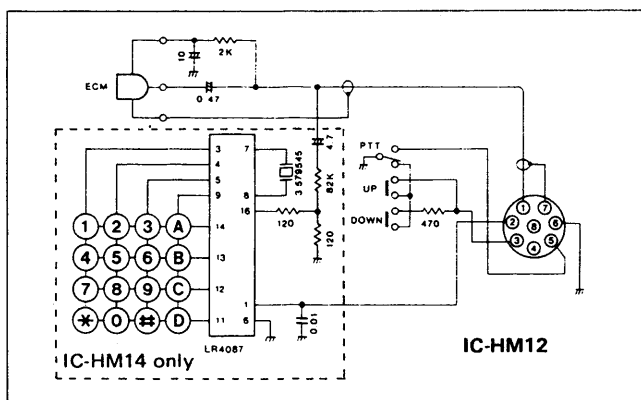 10
2K
ECM
0.47
3
4
5
9
16
7
8
3.579545
4.7
82K
120
120
14
13
12
11
1
6
1 2 3 A
4 5 6 B
7 8 9 C
* 0 # D
LR4087
0.01
IC-HM14 only
PTT
UP
DOWN
470
1
7
2
8
6
3
4
5
IC-HM12